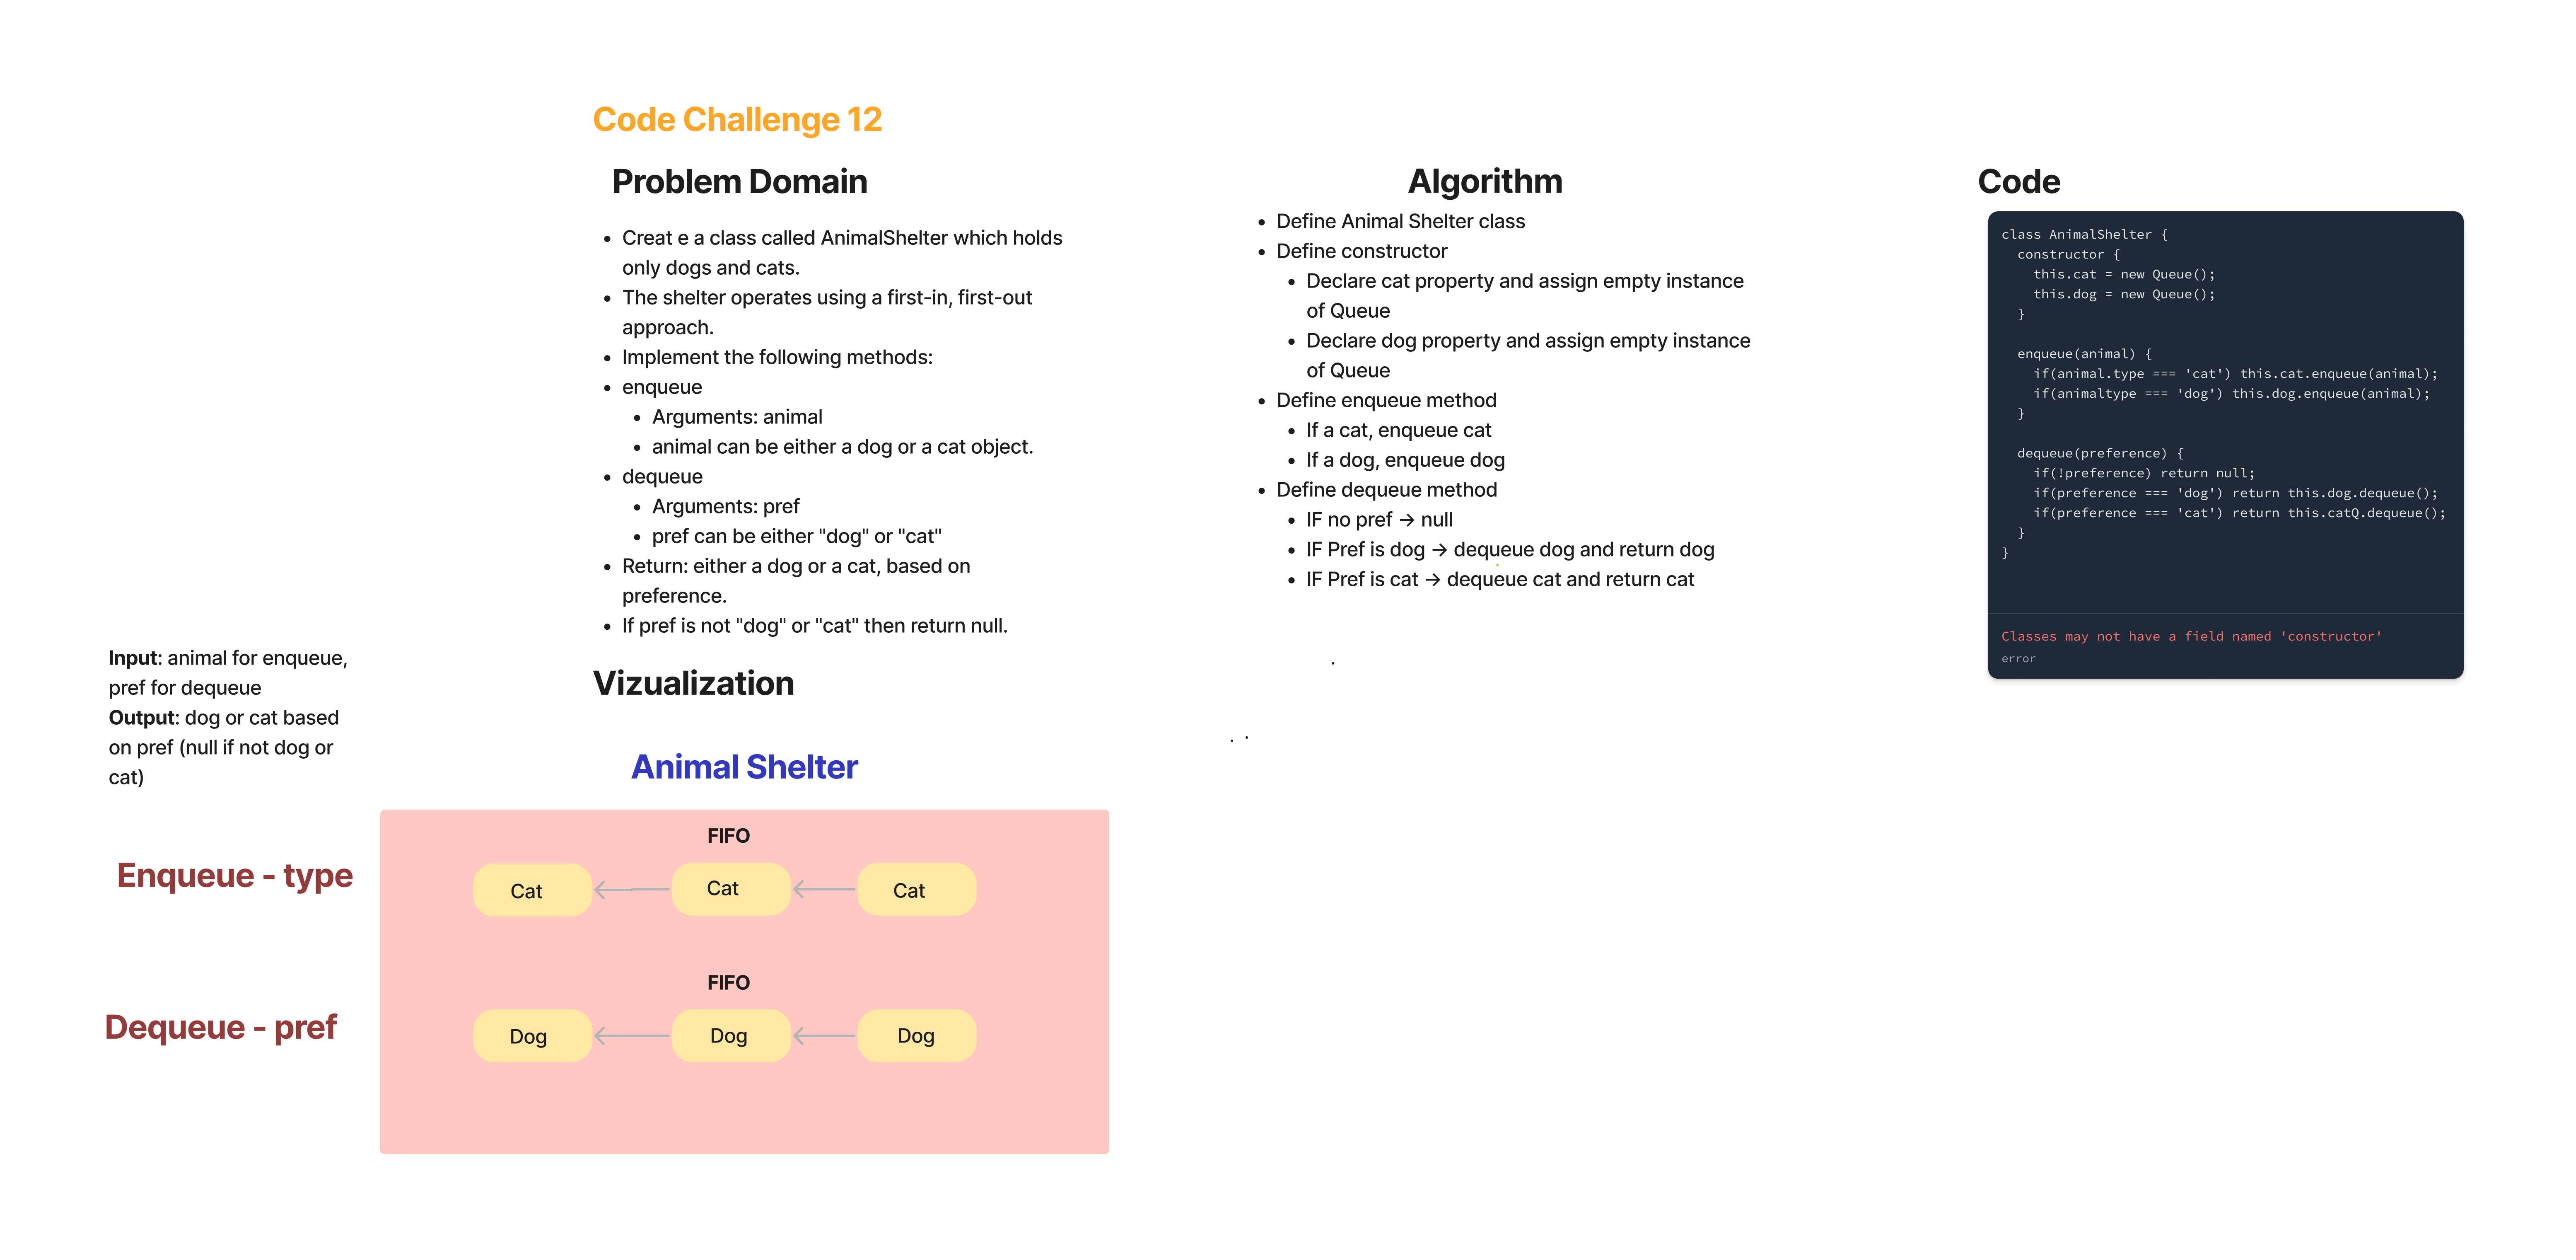 Code Challenge 12
Problem Domain
• Creat e a class called AnimalShelter which holds
only dogs and cats.
• The shelter operates using a first-in, first-out
approach.
• Implement the following methods:
• enqueue
• Arguments: animal
• animal can be either a dog or a cat object.
• dequeue
• Arguments: pref
• pref can be either "dog" or "cat"
• Return: either a dog or a cat, based on
preference.
• If pref is not "dog" or "cat" then return null.
Input: animal for enqueue,
pref for dequeue
Output: dog or cat based
on pref (null if not dog or
cat)
Vizualization
Animal Shelter
Enqueue - type
FIFO
Cat
Cat
Cat
Dequeue - pref
FIFO
Dog
Dog
Dog
Algorithm
• Define Animal Shelter class
• Define constructor
• Declare cat property and assign empty instance
of Queue
• Declare dog property and assign empty instance
of Queue
• Define enqueue method
• If a cat, enqueue cat
• If a dog, enqueue dog
• Define dequeue method
• IF no pref → null
• IF Pref is dog → dequeue dog and return dog
• IF Pref is cat → dequeue cat and return cat
Code
class AnimalShelter {
  constructor {
    this.cat = new Queue();
    this.dog = new Queue();
  }
  enqueue(animal) {
    if(animal.type === 'cat') this.cat.enqueue(animal);
    if(animaltype === 'dog') this.dog.enqueue(animal);
  }
  dequeue(preference) {
    if(!preference) return null;
    if(preference === 'dog') return this.dog.dequeue();
    if(preference === 'cat') return this.catQ.dequeue();
  }
}
Classes may not have a field named 'constructor'
error